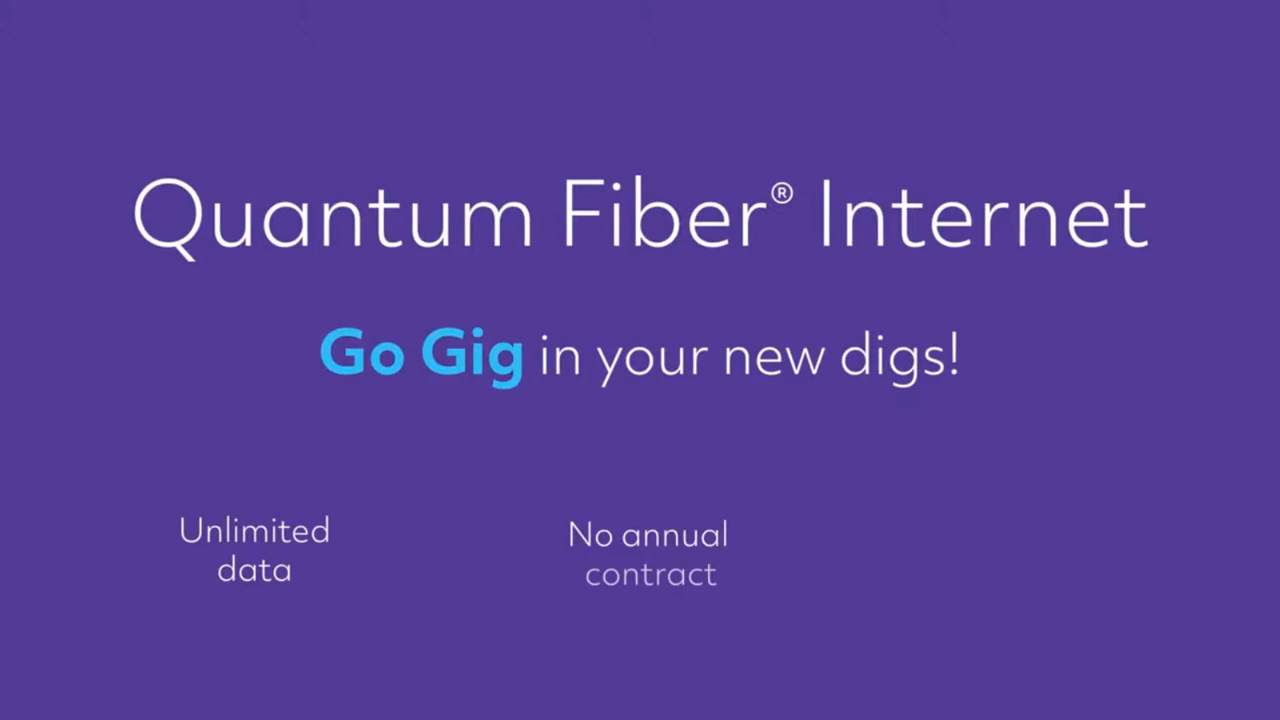 Quantum Fiber® Internet
Go Gig in your new digs!
Unlimited
data
No annual
contract